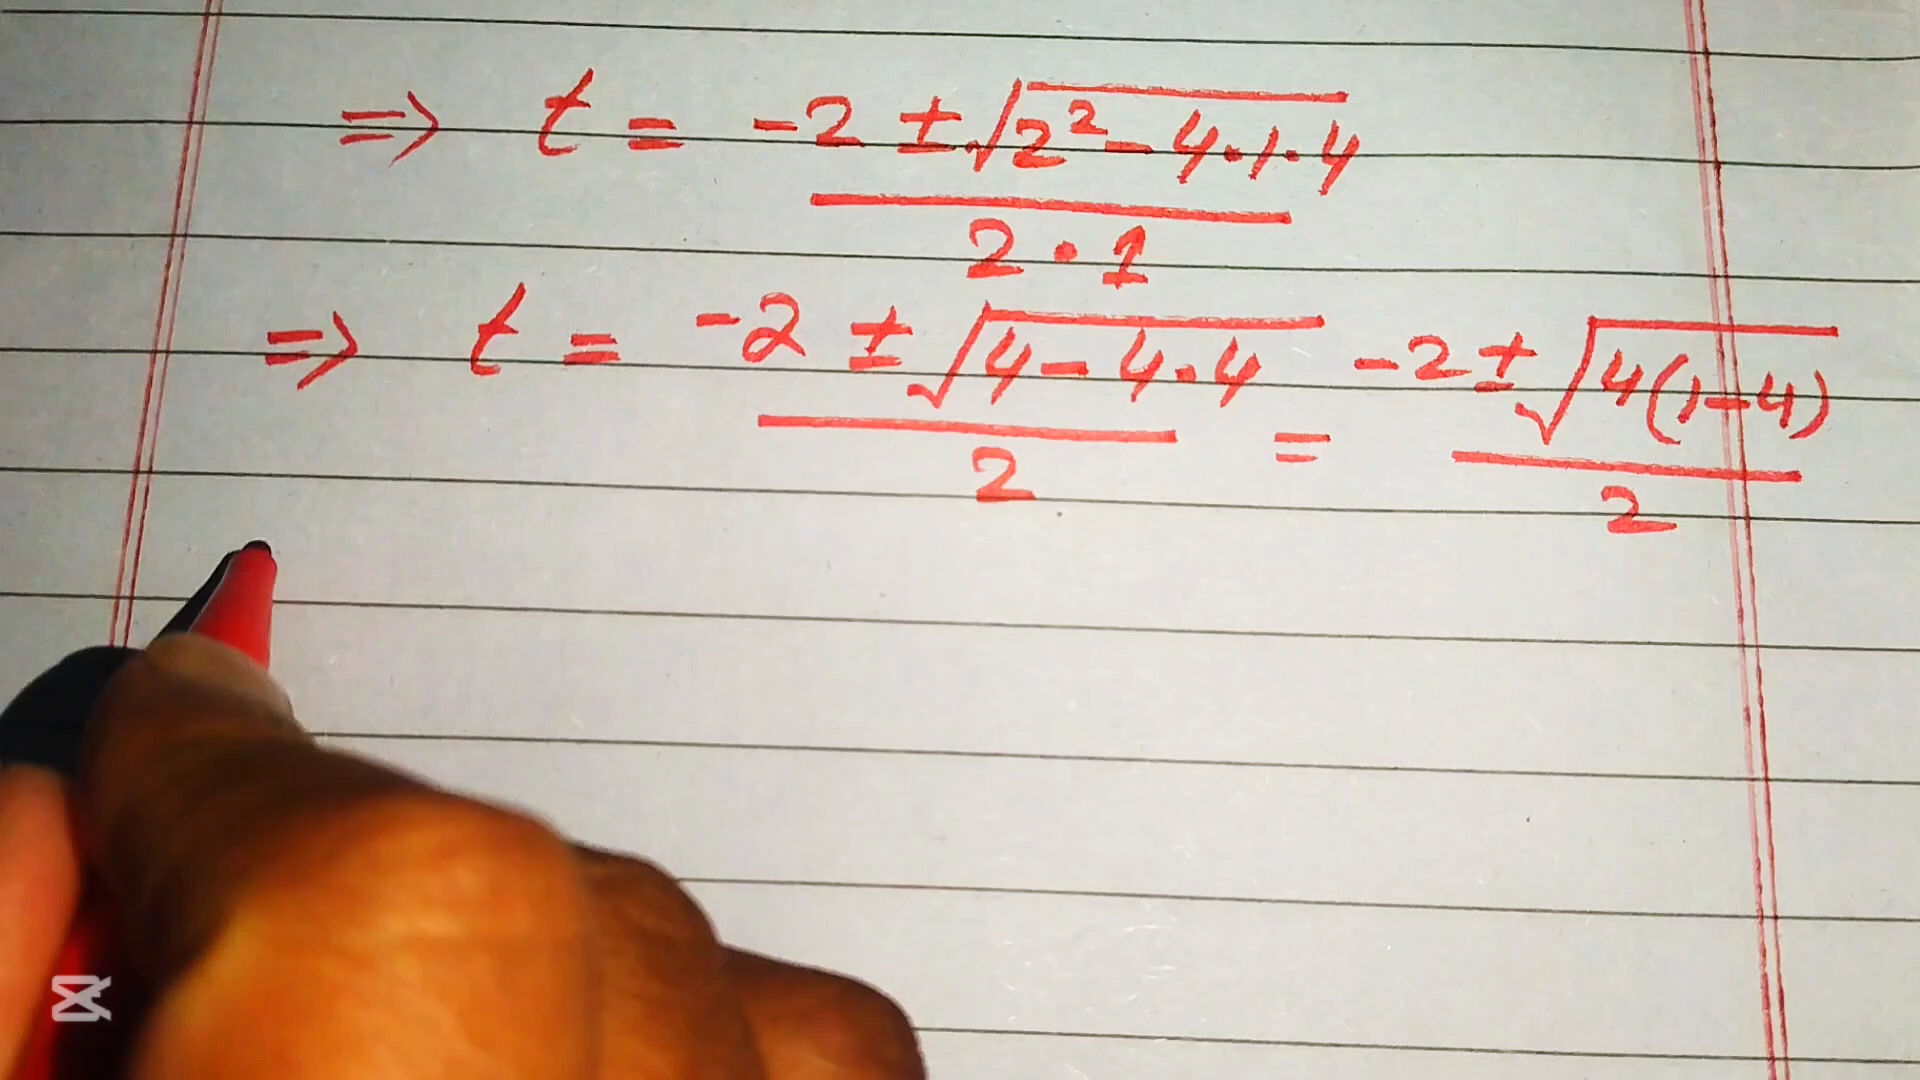 => t = -2 ± √2² - 4·1·4 / 2·1
=> t = -2 ± √4 - 4·4 / 2 = -2 ± √4(1-4) / 2